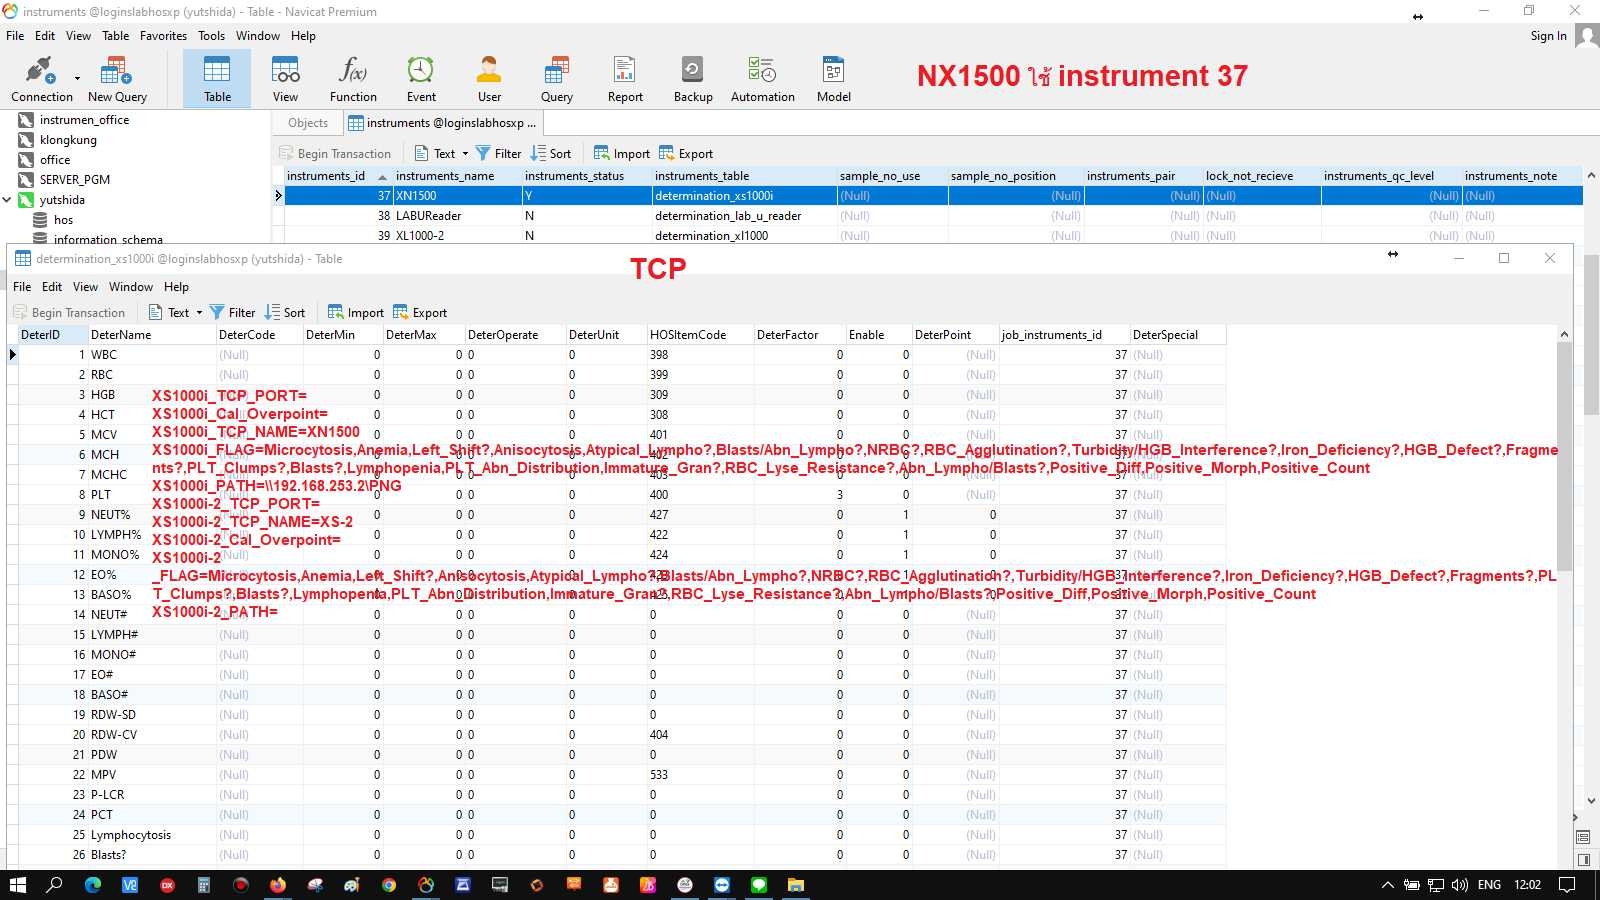 instruments @loginslabhosxp (yutshida) - Table - Navicat Premium
File Edit View Table Favorites Tools Window Help
Sign In
Connection New Query Table View Function Event User Query Report Backup Automation Model
NX1500 ใช้ instrument 37
instrumen_office
klongkung
office
SERVER_PGM
yutshida
hos
information_schema
Objects instruments @loginslabhosxp ...
Begin Transaction Text Filter Sort Import Export
instruments_id instruments_name instruments_status instruments_table sample_no_use sample_no_position instruments_pair lock_not_recieve instruments_qc_level instruments_note
37 XN1500 Y determination_xs1000i (Null) (Null) (Null) (Null) (Null) (Null)
38 LABUReader N determination_lab_u_reader (Null) (Null) (Null) (Null) (Null) (Null)
39 XL1000-2 N determination_xl1000 (Null) (Null) (Null) (Null) (Null) (Null)
determination_xs1000i @loginslabhosxp (yutshida) - Table
TCP
File Edit View Window Help
Begin Transaction Text Filter Sort Import Export
DeterID DeterName DeterCode DeterMin DeterMax DeterOperate DeterUnit HOSItemCode DeterFactor Enable DeterPoint job_instruments_id DeterSpecial
1 WBC (Null) 0 0 0 0 398 0 0 (Null) 37 (Null)
2 RBC (Null) 0 0 0 0 399 0 0 (Null) 37 (Null)
3 HGB (Null) 0 0 0 0 309 0 0 (Null) 37 (Null)
4 HCT (Null) 0 0 0 0 308 0 0 (Null) 37 (Null)
5 MCV (Null) 0 0 0 0 401 0 0 (Null) 37 (Null)
6 MCH 402
7 MCHC 403
8 PLT (Null) 0 0 0 0 400 3 0 (Null) 37 (Null)
9 NEUT% (Null) 0 0 0 0 427 0 1 0 37 (Null)
10 LYMPH% (Null) 0 0 0 0 422 0 1 0 37 (Null)
11 MONO% (Null) 0 0 0 0 424 0 1 0 37 (Null)
12 EO%
13 BASO%
14 NEUT# (Null) 0 0 0 0 0 0 0 (Null) 37 (Null)
15 LYMPH# (Null) 0 0 0 0 0 0 0 (Null) 37 (Null)
16 MONO# (Null) 0 0 0 0 0 0 0 (Null) 37 (Null)
17 EO# (Null) 0 0 0 0 0 0 0 (Null) 37 (Null)
18 BASO# (Null) 0 0 0 0 0 0 0 (Null) 37 (Null)
19 RDW-SD (Null) 0 0 0 0 0 0 0 (Null) 37 (Null)
20 RDW-CV (Null) 0 0 0 0 404 0 0 (Null) 37 (Null)
21 PDW (Null) 0 0 0 0 0 0 0 (Null) 37 (Null)
22 MPV (Null) 0 0 0 0 533 0 0 (Null) 37 (Null)
23 P-LCR (Null) 0 0 0 0 0 0 0 (Null) 37 (Null)
24 PCT (Null) 0 0 0 0 0 0 0 (Null) 37 (Null)
25 Lymphocytosis (Null) 0 0 0 0 0 0 0 (Null) 37 (Null)
26 Blasts? (Null) 0 0 0 0 0 0 0 (Null) 37 (Null)
XS1000i_TCP_PORT=
XS1000i_Cal_Overpoint=
XS1000i_TCP_NAME=XN1500
XS1000i_FLAG=Microcytosis,Anemia,Left_Shift?,Anisocytosis,Atypical_Lympho?,Blasts/Abn_Lympho?,NRBC?,RBC_Agglutination?,Turbidity/HGB_Interference?,Iron_Deficiency?,HGB_Defect?,Fragme
nts?,PLT_Clumps?,Blasts?,Lymphopenia,PLT_Abn_Distribution,Immature_Gran?,RBC_Lyse_Resistance?,Abn_Lympho/Blasts?,Positive_Diff,Positive_Morph,Positive_Count
XS1000i_PATH=\\192.168.253.2\PNG
XS1000i-2_TCP_PORT=
XS1000i-2_TCP_NAME=XS-2
XS1000i-2_Cal_Overpoint=
XS1000i-2
_FLAG=Microcytosis,Anemia,Left_Shift?,Anisocytosis,Atypical_Lympho?,Blasts/Abn_Lympho?,NRBC?,RBC_Agglutination?,Turbidity/HGB_Interference?,Iron_Deficiency?,HGB_Defect?,Fragments?,PL
T_Clumps?,Blasts?,Lymphopenia,PLT_Abn_Distribution,Immature_Gran?,RBC_Lyse_Resistance?,Abn_Lympho/Blasts?,Positive_Diff,Positive_Morph,Positive_Count
XS1000i-2_PATH=
ENG 12:02